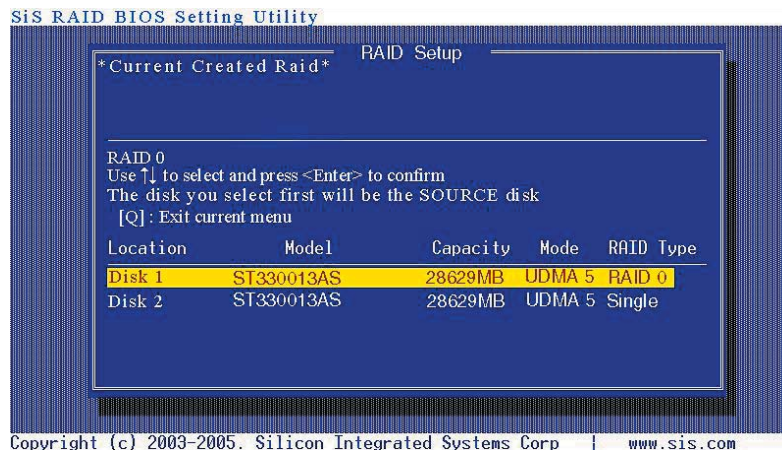 SiS RAID BIOS Setting Utility
RAID Setup
*Current Created Raid*
RAID 0
Use ↑↓ to select and press <Enter> to confirm
The disk you select first will be the SOURCE disk
[Q] : Exit current menu
Location Model Capacity Mode RAID Type
Disk 1 ST330013AS 28629MB UDMA 5 RAID 0
Disk 2 ST330013AS 28629MB UDMA 5 Single
Copyright (c) 2003-2005. Silicon Integrated Systems Corp | www.sis.com